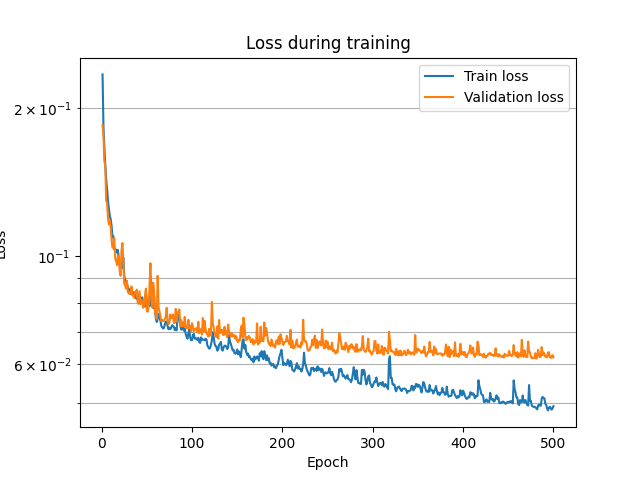 Loss during training
Train loss
Validation loss
2 × 10⁻¹
10⁻¹
6 × 10⁻²
Loss
0 100 200 300 400 500
Epoch